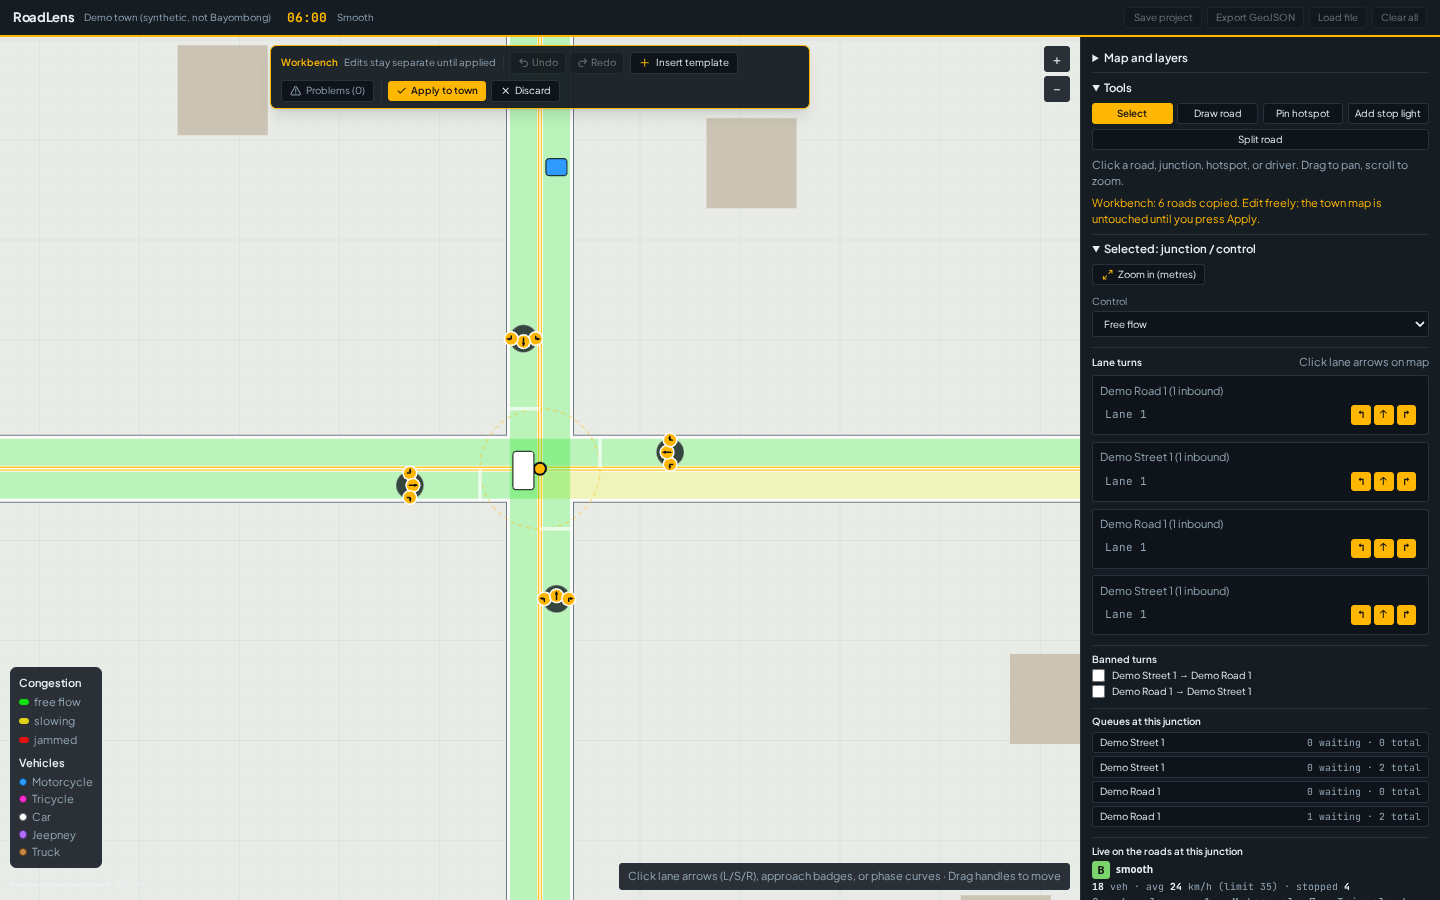 RoadLens Demo town (synthetic, not Bayombong) 06:00 Smooth
Save project Export GeoJSON Load file Clear all
Workbench Edits stay separate until applied Undo Redo Insert template
Problems (0) Apply to town Discard
+
−
Map and layers
Tools
Select Draw road Pin hotspot Add stop light
Split road
Click a road, junction, hotspot, or driver. Drag to pan, scroll to
zoom.
Workbench: 6 roads copied. Edit freely; the town map is
untouched until you press Apply.
Selected: junction / control
Zoom in (metres)
Control
Free flow
Lane turns Click lane arrows on map
Demo Road 1 (1 inbound)
Lane 1
Demo Street 1 (1 inbound)
Lane 1
Demo Road 1 (1 inbound)
Lane 1
Demo Street 1 (1 inbound)
Lane 1
Banned turns
Demo Street 1 → Demo Road 1
Demo Road 1 → Demo Street 1
Queues at this junction
Demo Street 1 0 waiting · 0 total
Demo Street 1 0 waiting · 2 total
Demo Road 1 0 waiting · 0 total
Demo Road 1 1 waiting · 2 total
Live on the roads at this junction
B smooth
18 veh · avg 24 km/h (limit 35) · stopped 4
Congestion
free flow
slowing
jammed
Vehicles
Motorcycle
Tricycle
Car
Jeepney
Truck
Click lane arrows (L/S/R), approach badges, or phase curves · Drag handles to move